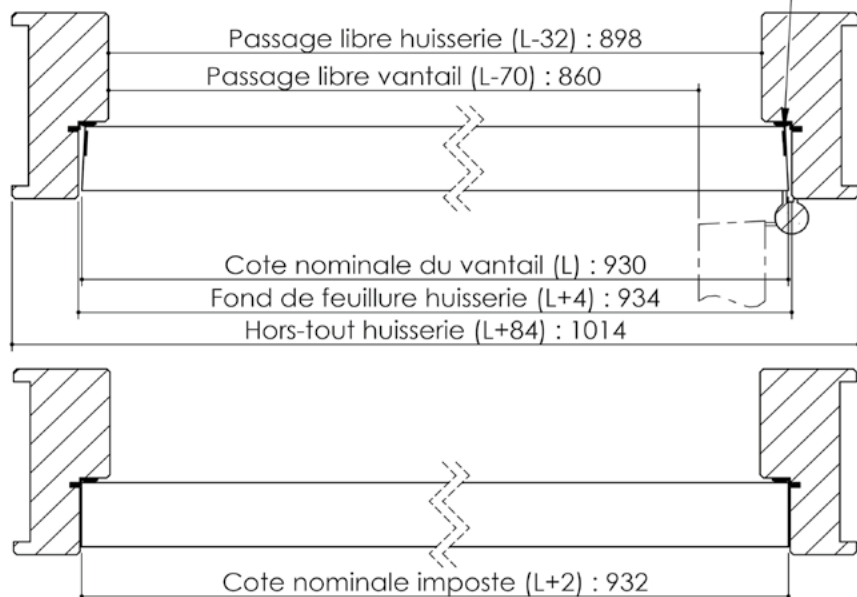 Passage libre huisserie (L-32) : 898
Passage libre vantail (L-70) : 860
Cote nominale du vantail (L) : 930
Fond de feuillure huisserie (L+4) : 934
Hors-tout huisserie (L+84) : 1014
Cote nominale imposte (L+2) : 932